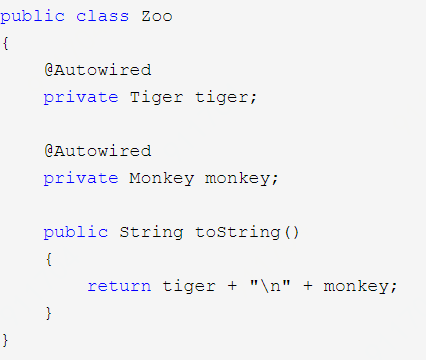 public class Zoo
{
    @Autowired
    private Tiger tiger;

    @Autowired
    private Monkey monkey;

    public String toString()
    {
        return tiger + "\n" + monkey;
    }
}